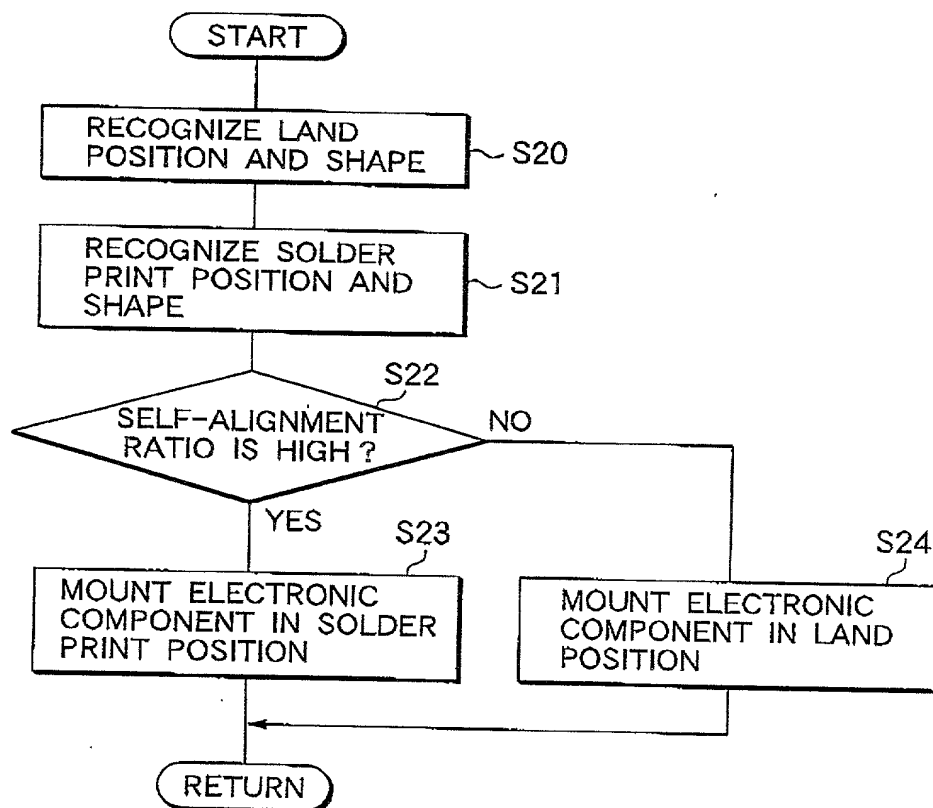 START
RECOGNIZE LAND
POSITION AND SHAPE
S20
RECOGNIZE SOLDER
PRINT POSITION AND
SHAPE
S21
S22
SELF-ALIGNMENT
RATIO IS HIGH?
NO
YES
S23
MOUNT ELECTRONIC
COMPONENT IN SOLDER
PRINT POSITION
S24
MOUNT ELECTRONIC
COMPONENT IN LAND
POSITION
RETURN